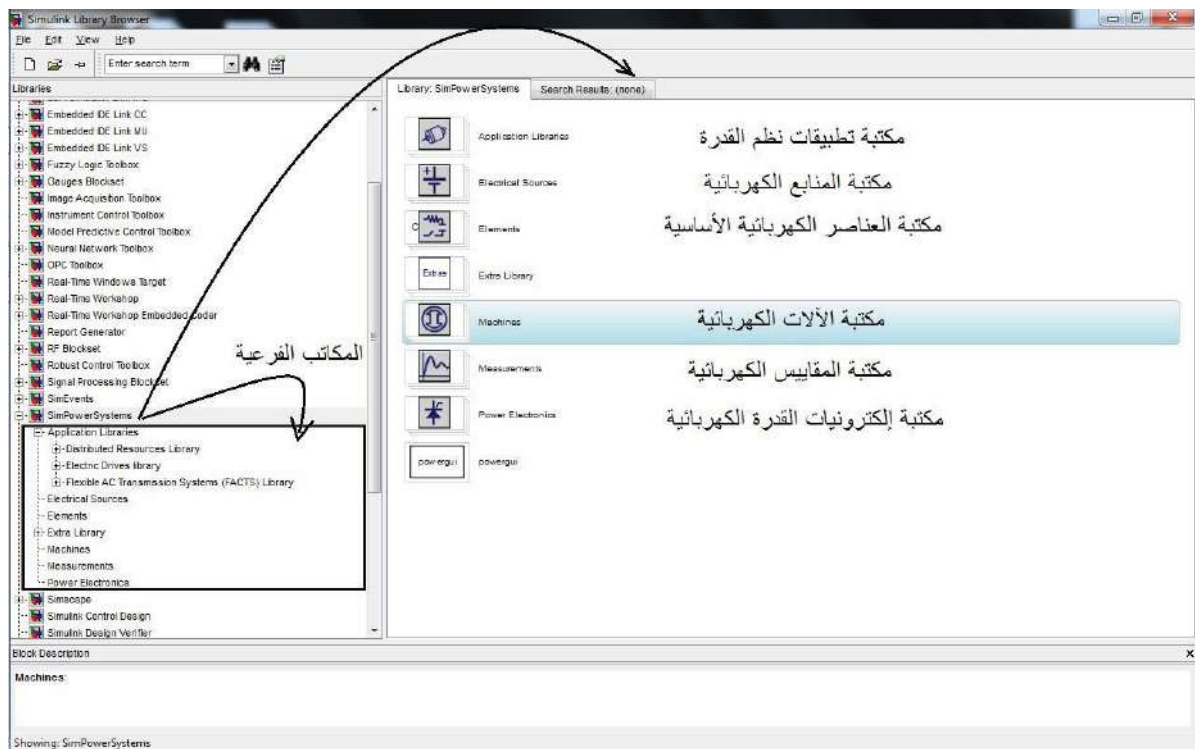 Simulink Library Browser
File Edit View Help
Enter search term
Libraries
Embedded IDE Link CC
Embedded IDE Link MU
Embedded IDE Link VS
Fuzzy Logic Toolbox
Gauges Blockset
Image Acquisition Toolbox
Instrument Control Toolbox
Model Predictive Control Toolbox
Neural Network Toolbox
OPC Toolbox
Real-Time Windows Target
Real-Time Workshop
Real-Time Workshop Embedded Coder
Report Generator
RF Blockset
Robust Control Toolbox
Signal Processing Blockset
SimEvents
SimPowerSystems
Application Libraries
Distributed Resources Library
Electric Drives library
Flexible AC Transmission Systems (FACTS) Library
Electrical Sources
Elements
Extra Library
Machines
Measurements
Power Electronics
Simscape
Simulink Control Design
Simulink Design Verifier
المكاتب الفرعية
Library: SimPowerSystems Search Results: (none)
Application Libraries مكتبة تطبيقات نظم القدرة
Electrical Sources مكتبة المنابع الكهربائية
Elements مكتبة العناصر الكهربائية الأساسية
Extras Extra Library
Machines مكتبة الآلات الكهربائية
Measurements مكتبة المقاييس الكهربائية
Power Electronics مكتبة إلكترونيات القدرة الكهربائية
powergui powergui
Block Description
Machines:
Showing: SimPowerSystems